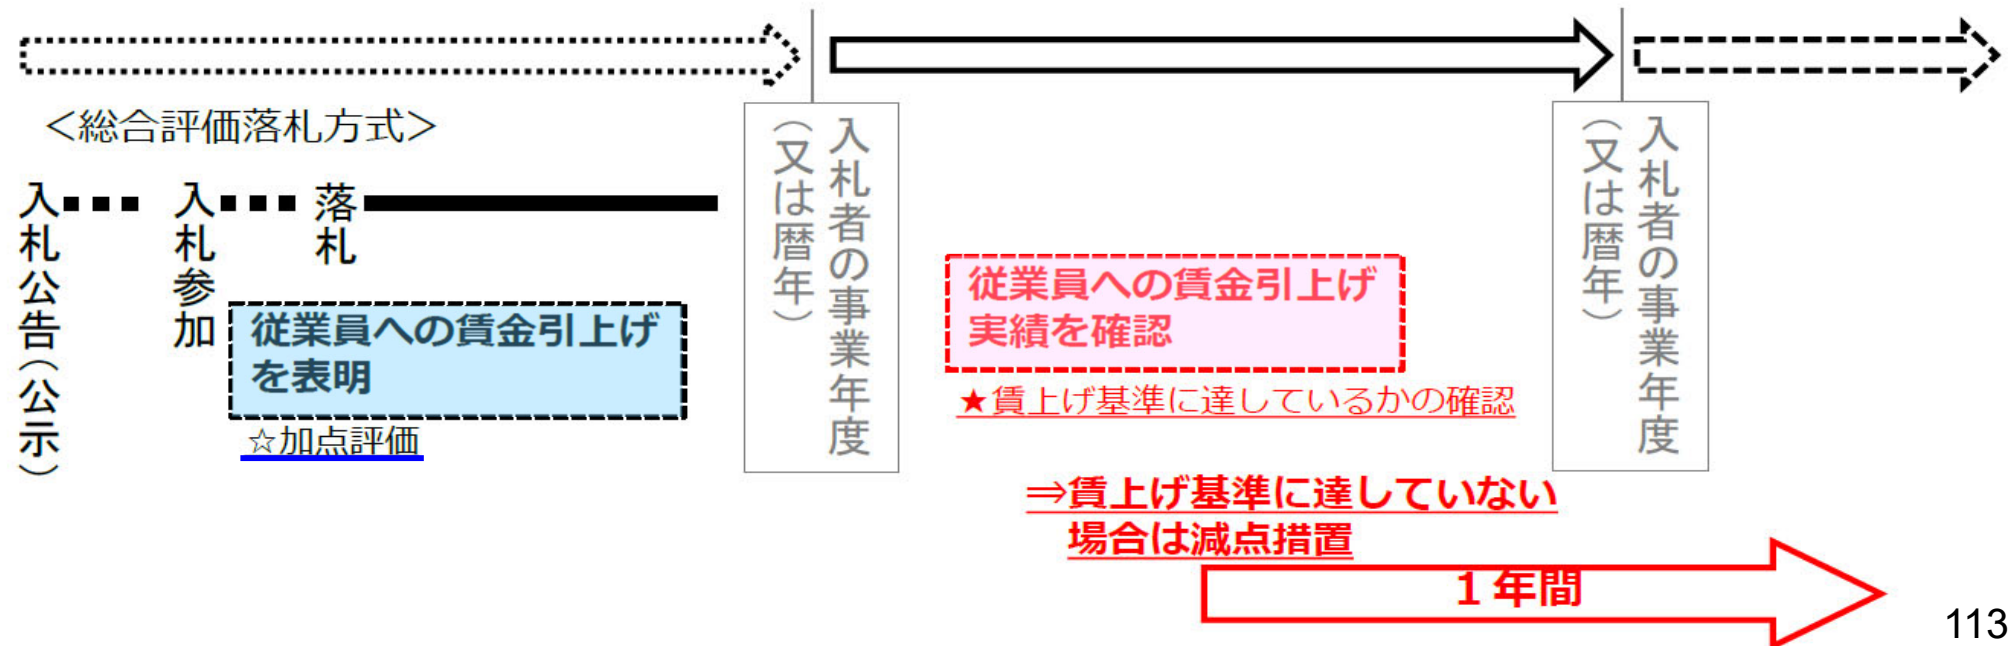 ＜総合評価落札方式＞
入札公告（公示）
入札参加
落札
従業員への賃金引上げ
を表明
☆加点評価
入札者の事業年度
（又は暦年）
従業員への賃金引上げ
実績を確認
★賃上げ基準に達しているかの確認
⇒賃上げ基準に達していない
場合は減点措置
１年間
入札者の事業年度
（又は暦年）
113